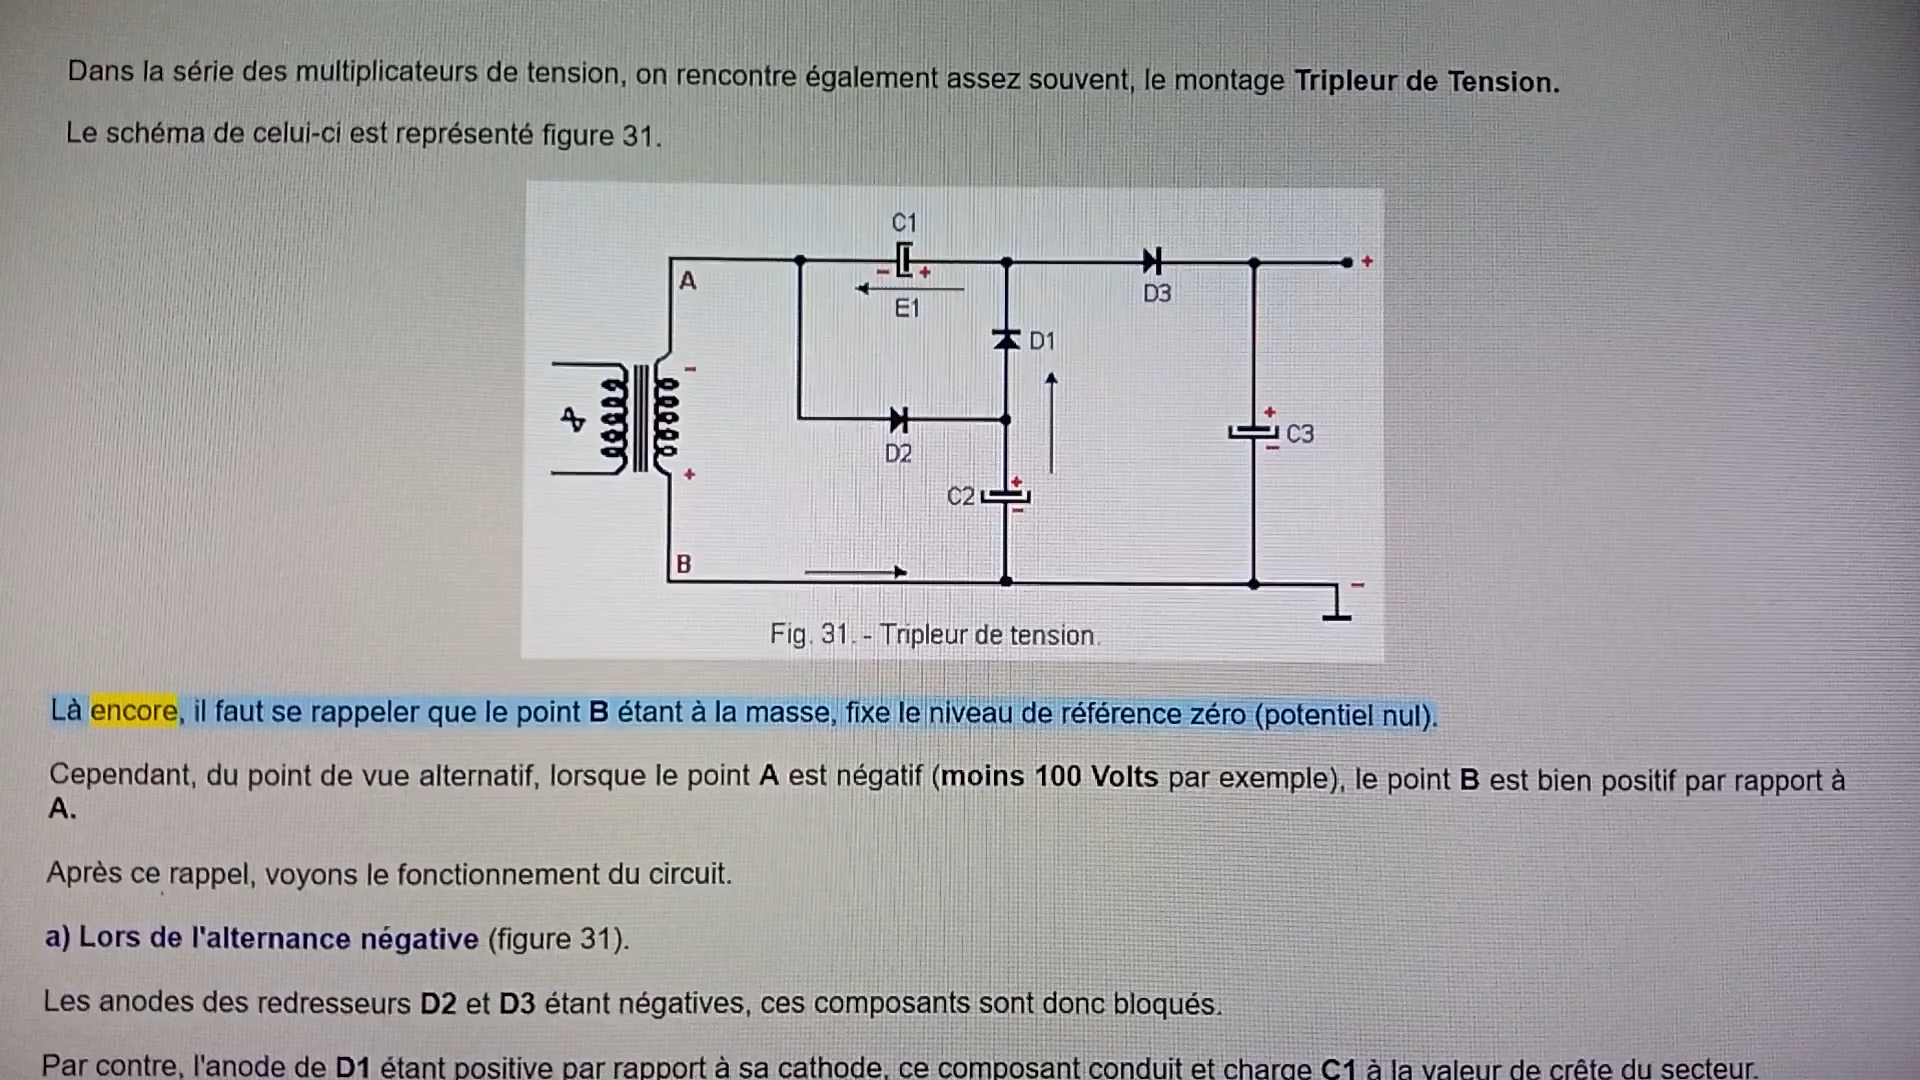 Dans la série des multiplicateurs de tension, on rencontre également assez souvent, le montage Tripleur de Tension.
Le schéma de celui-ci est représenté figure 31.
C1
- +
E1
A
D3
+
D1
-
+
C3
-
D2
+
C2
-
+
B
-
Fig. 31. - Tripleur de tension.
Là encore, il faut se rappeler que le point B étant à la masse, fixe le niveau de référence zéro (potentiel nul).
Cependant, du point de vue alternatif, lorsque le point A est négatif (moins 100 Volts par exemple), le point B est bien positif par rapport à
A.
Après ce rappel, voyons le fonctionnement du circuit.
a) Lors de l'alternance négative (figure 31).
Les anodes des redresseurs D2 et D3 étant négatives, ces composants sont donc bloqués.
Par contre, l'anode de D1 étant positive par rapport à sa cathode, ce composant conduit et charge C1 à la valeur de crête du secteur.